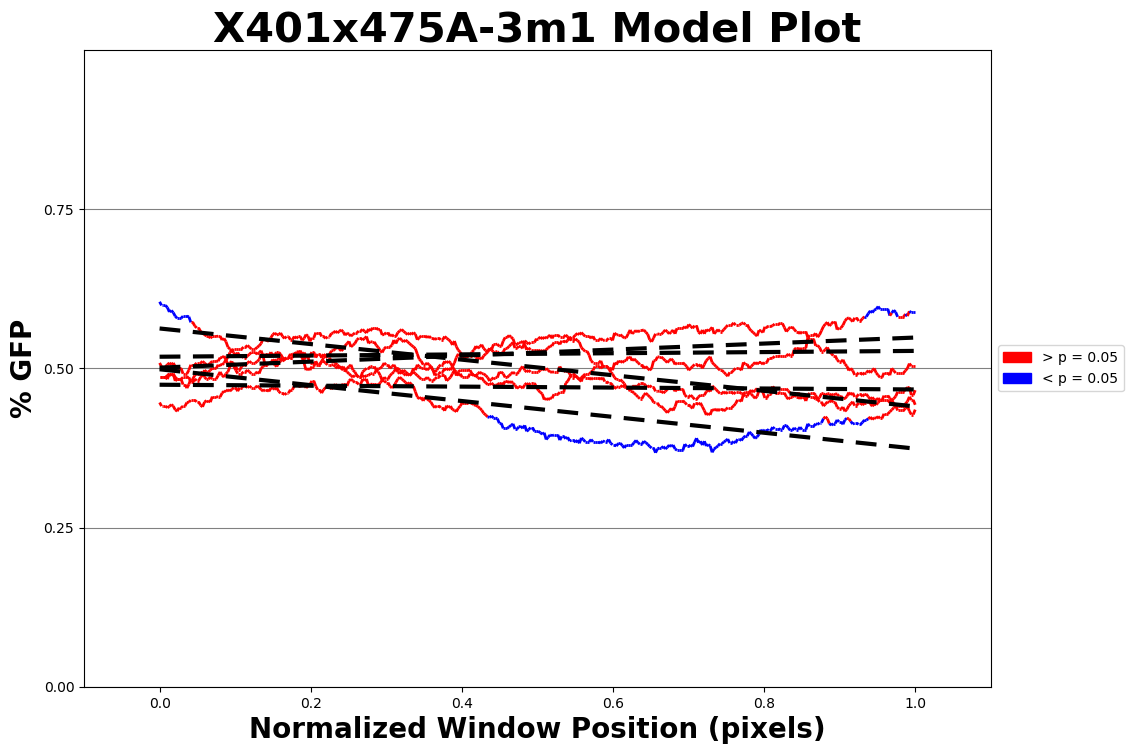 X401x475A-3m1 Model Plot
% GFP
0.75
0.50
0.25
0.00
0.0 0.2 0.4 0.6 0.8 1.0
Normalized Window Position (pixels)
> p = 0.05
< p = 0.05